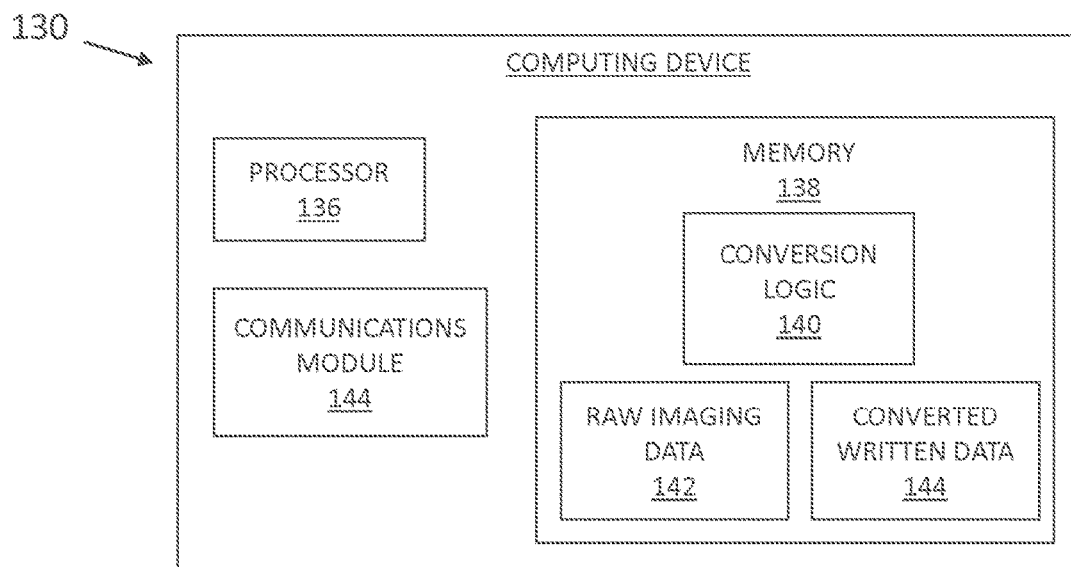 130
COMPUTING DEVICE
PROCESSOR
136
COMMUNICATIONS
MODULE
144
MEMORY
138
CONVERSION
LOGIC
140
RAW IMAGING
DATA
142
CONVERTED
WRITTEN DATA
144